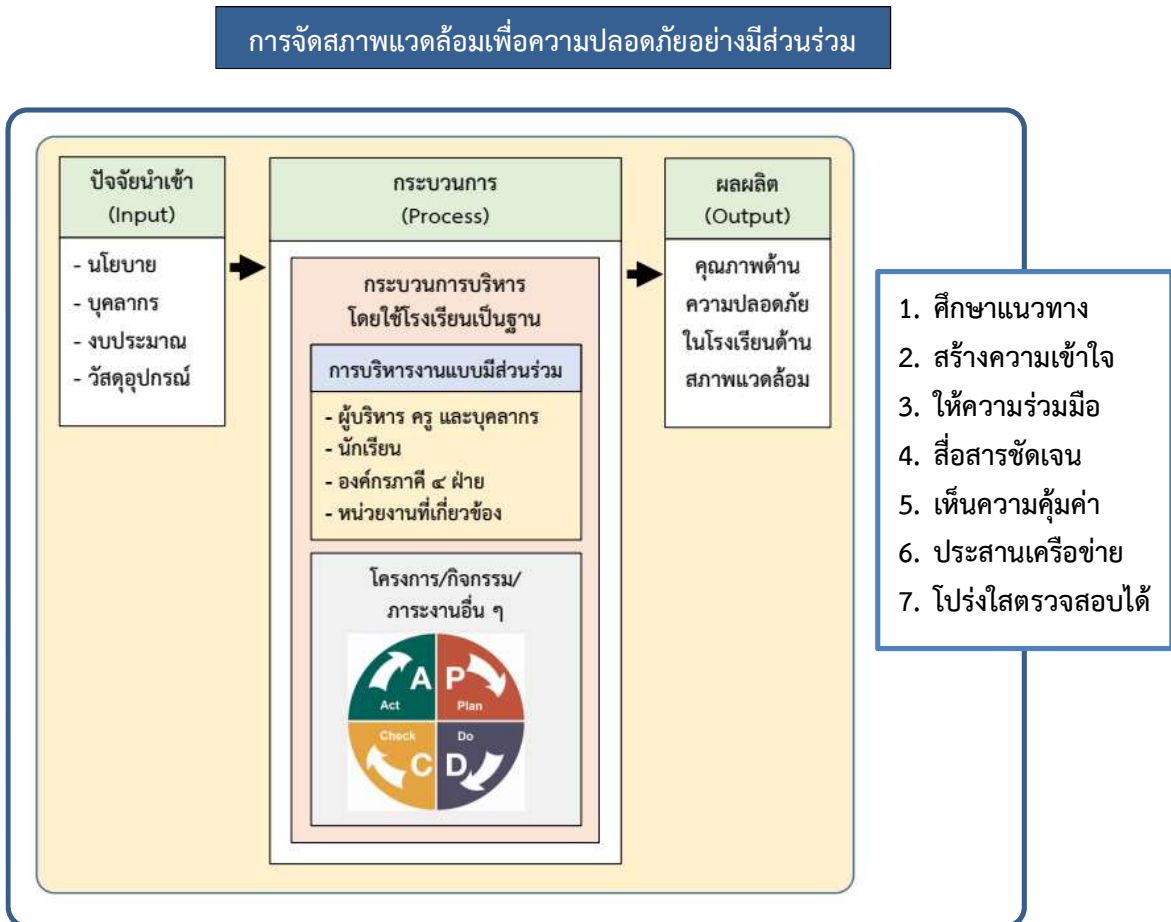 การจัดสภาพแวดล้อมเพื่อความปลอดภัยอย่างมีส่วนร่วม
ปัจจัยนำเข้า
(Input)
- นโยบาย
- บุคลากร
- งบประมาณ
- วัสดุอุปกรณ์
กระบวนการ
(Process)
กระบวนการบริหาร
โดยใช้โรงเรียนเป็นฐาน
การบริหารงานแบบมีส่วนร่วม
- ผู้บริหาร ครู และบุคลากร
- นักเรียน
- องค์กรภาคี ๔ ฝ่าย
- หน่วยงานที่เกี่ยวข้อง
โครงการ/กิจกรรม/
ภาระงานอื่น ๆ
A P
Act Plan
Check Do
C D
ผลผลิต
(Output)
คุณภาพด้าน
ความปลอดภัย
ในโรงเรียนด้าน
สภาพแวดล้อม
1. ศึกษาแนวทาง
2. สร้างความเข้าใจ
3. ให้ความร่วมมือ
4. สื่อสารชัดเจน
5. เห็นความคุ้มค่า
6. ประสานเครือข่าย
7. โปร่งใสตรวจสอบได้